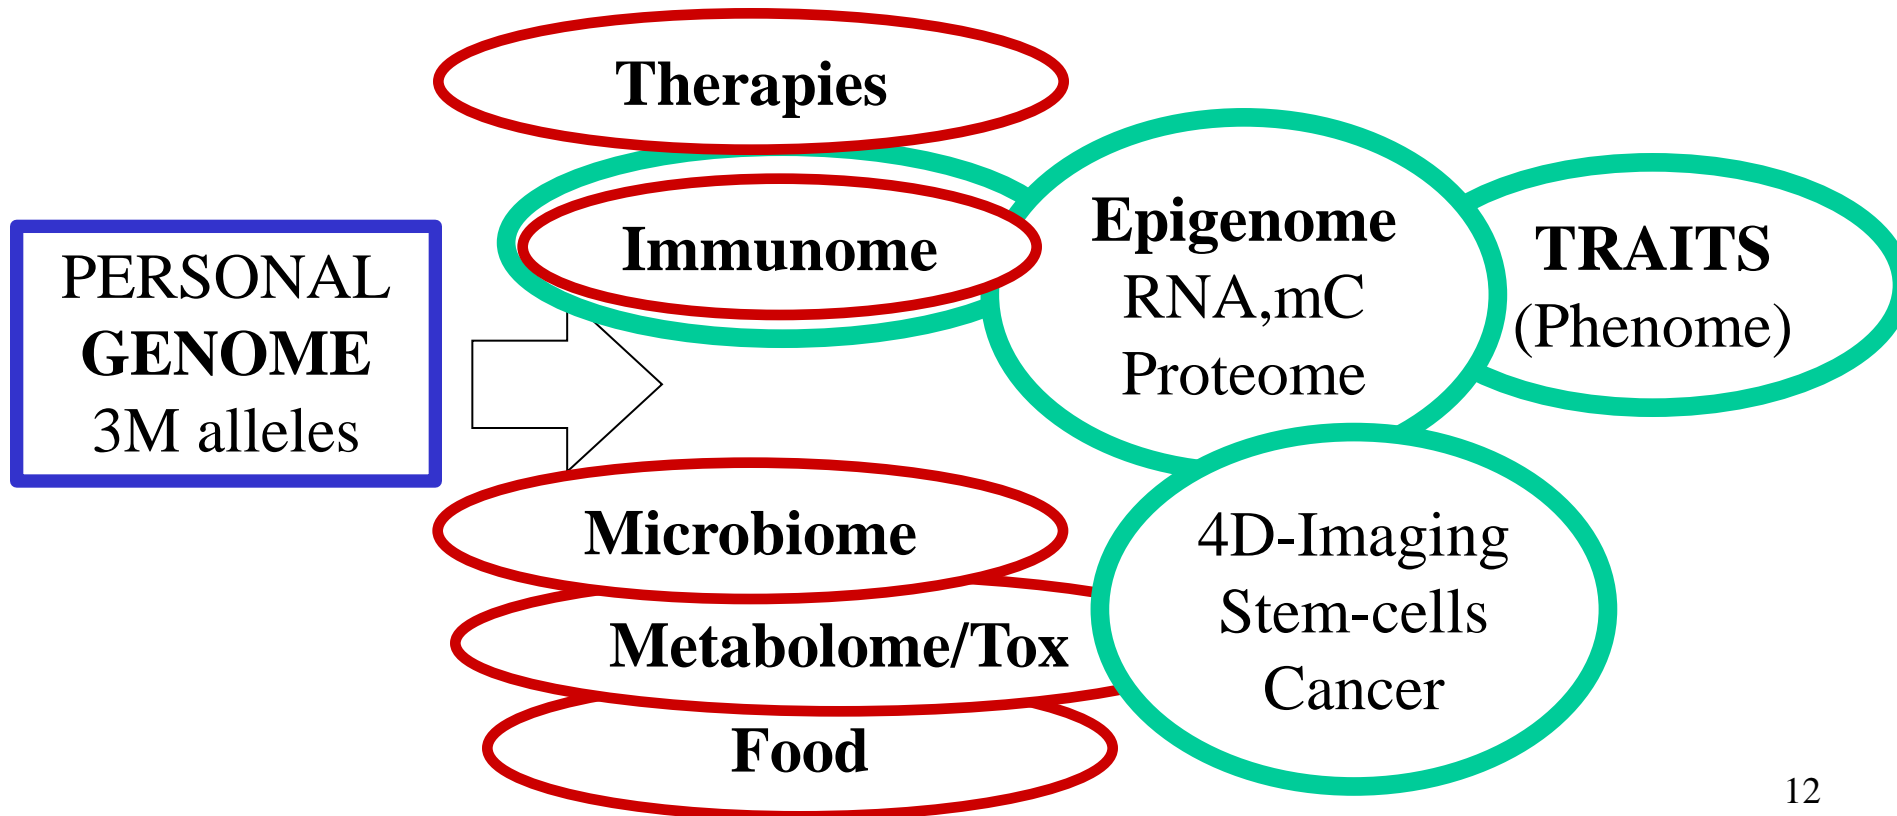 Therapies
Immunome
PERSONAL
GENOME
3M alleles
Epigenome
RNA,mC
Proteome
TRAITS
(Phenome)
Microbiome
Metabolome/Tox
Food
4D-Imaging
Stem-cells
Cancer
12